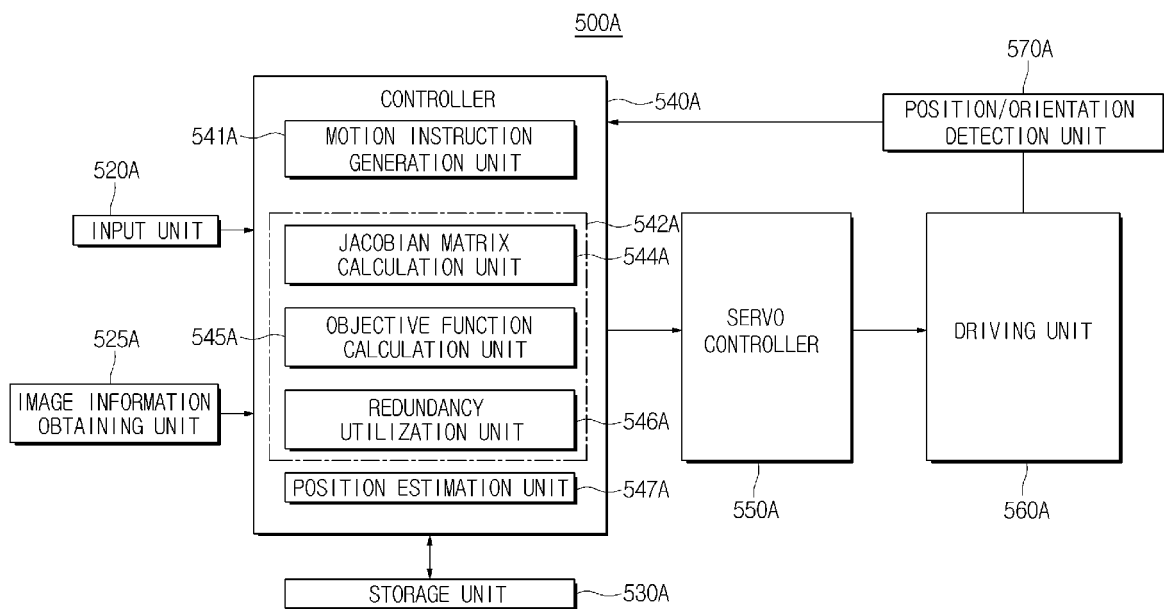 500A
570A
CONTROLLER
540A
POSITION/ORIENTATION
DETECTION UNIT
541A
MOTION INSTRUCTION
GENERATION UNIT
520A
INPUT UNIT
542A
JACOBIAN MATRIX
CALCULATION UNIT
544A
525A
545A
OBJECTIVE FUNCTION
CALCULATION UNIT
SERVO
CONTROLLER
DRIVING UNIT
IMAGE INFORMATION
OBTAINING UNIT
REDUNDANCY
UTILIZATION UNIT
546A
POSITION ESTIMATION UNIT
547A
550A
560A
STORAGE UNIT
530A